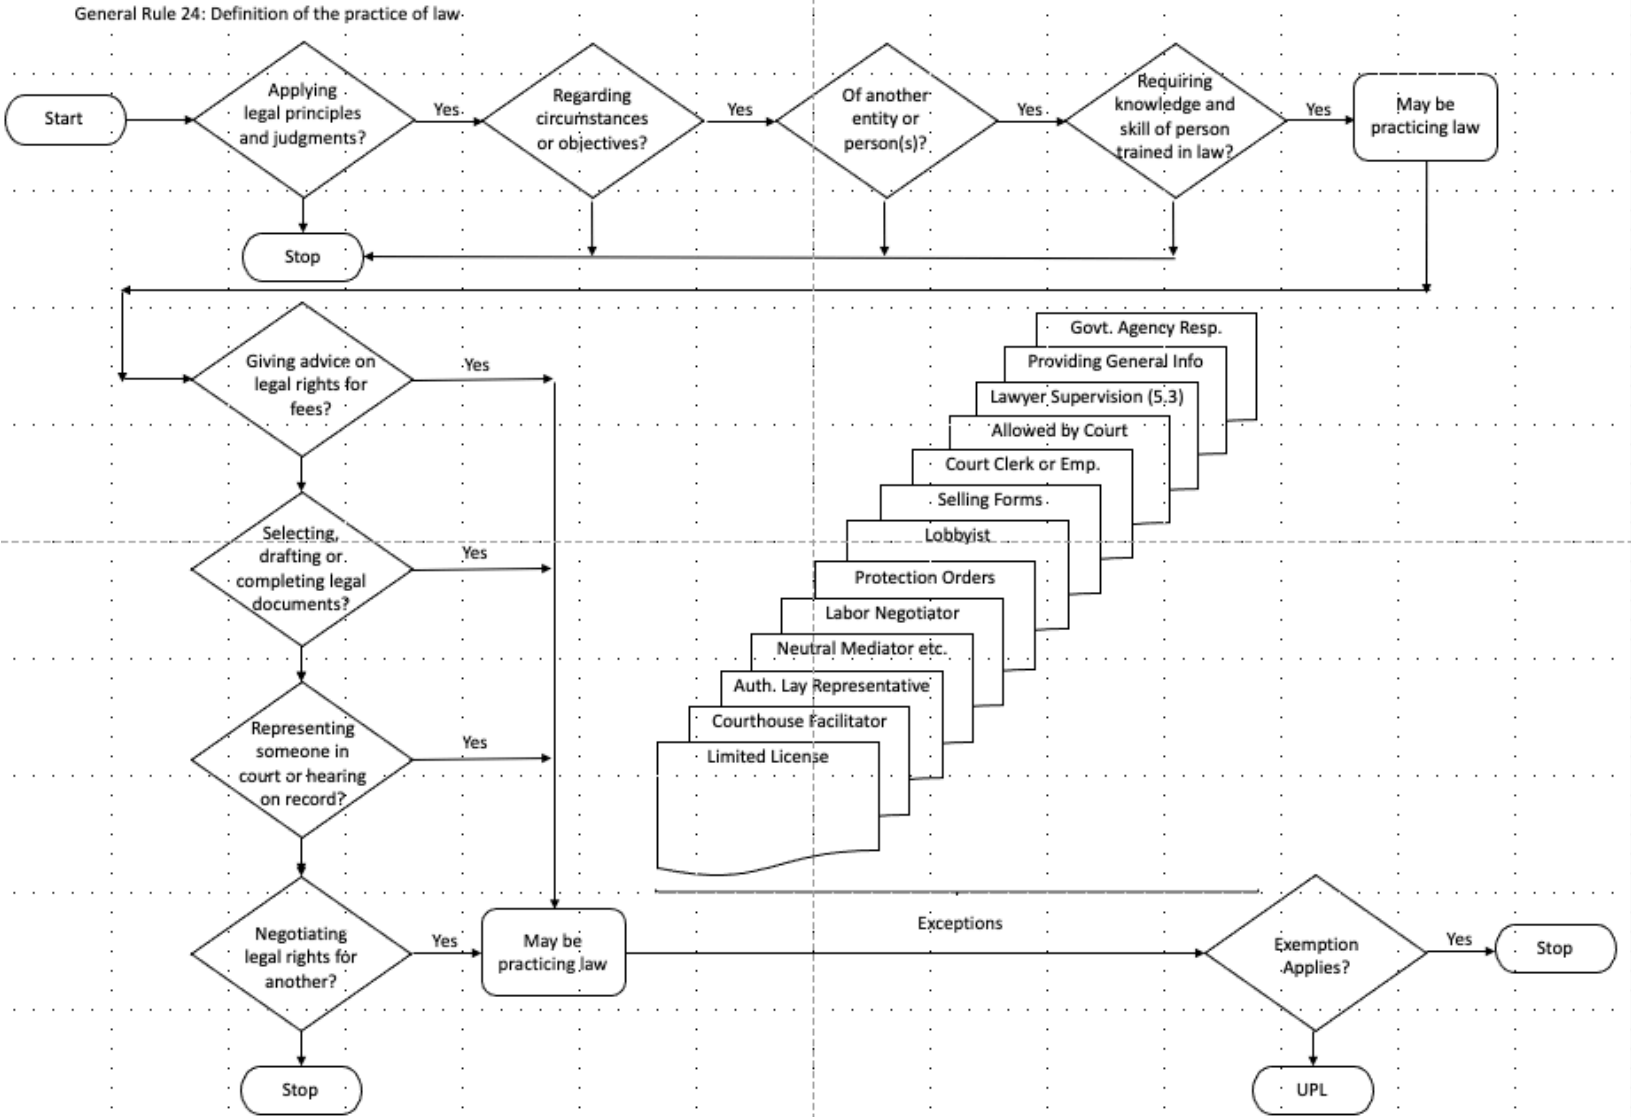 General Rule 24: Definition of the practice of law
Start
Applying
legal principles
and judgments?
Yes
Regarding
circumstances
or objectives?
Yes
Of another
entity or
person(s)?
Yes
Requiring
knowledge and
skill of person
trained in law?
Yes
May be
practicing law
Stop
Giving advice on
legal rights for
fees?
Yes
Selecting,
drafting or
completing legal
documents?
Yes
Representing
someone in
court or hearing
on record?
Yes
Negotiating
legal rights for
another?
Yes
May be
practicing law
Stop
Govt. Agency Resp.
Providing General Info
Lawyer Supervision (5.3)
Allowed by Court
Court Clerk or Emp.
Selling Forms
Lobbyist
Protection Orders
Labor Negotiator
Neutral Mediator etc.
Auth. Lay Representative
Courthouse Facilitator
Limited License
Exceptions
Exemption
Applies?
Yes
Stop
UPL